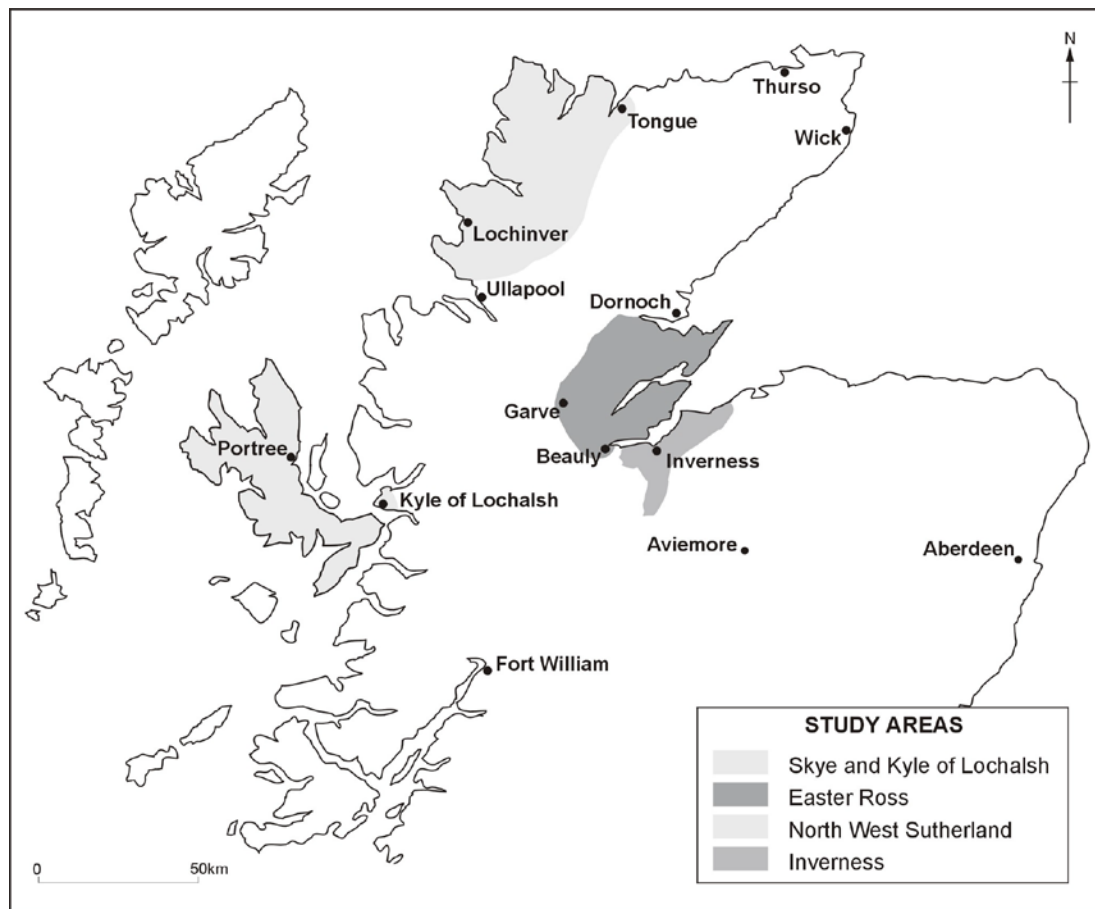 N
Thurso
Tongue
Wick
Lochinver
Ullapool
Dornoch
Garve
Portree
Beauly
Inverness
Kyle of Lochalsh
Aviemore
Aberdeen
Fort William
STUDY AREAS
Skye and Kyle of Lochalsh
Easter Ross
North West Sutherland
Inverness
0 50km